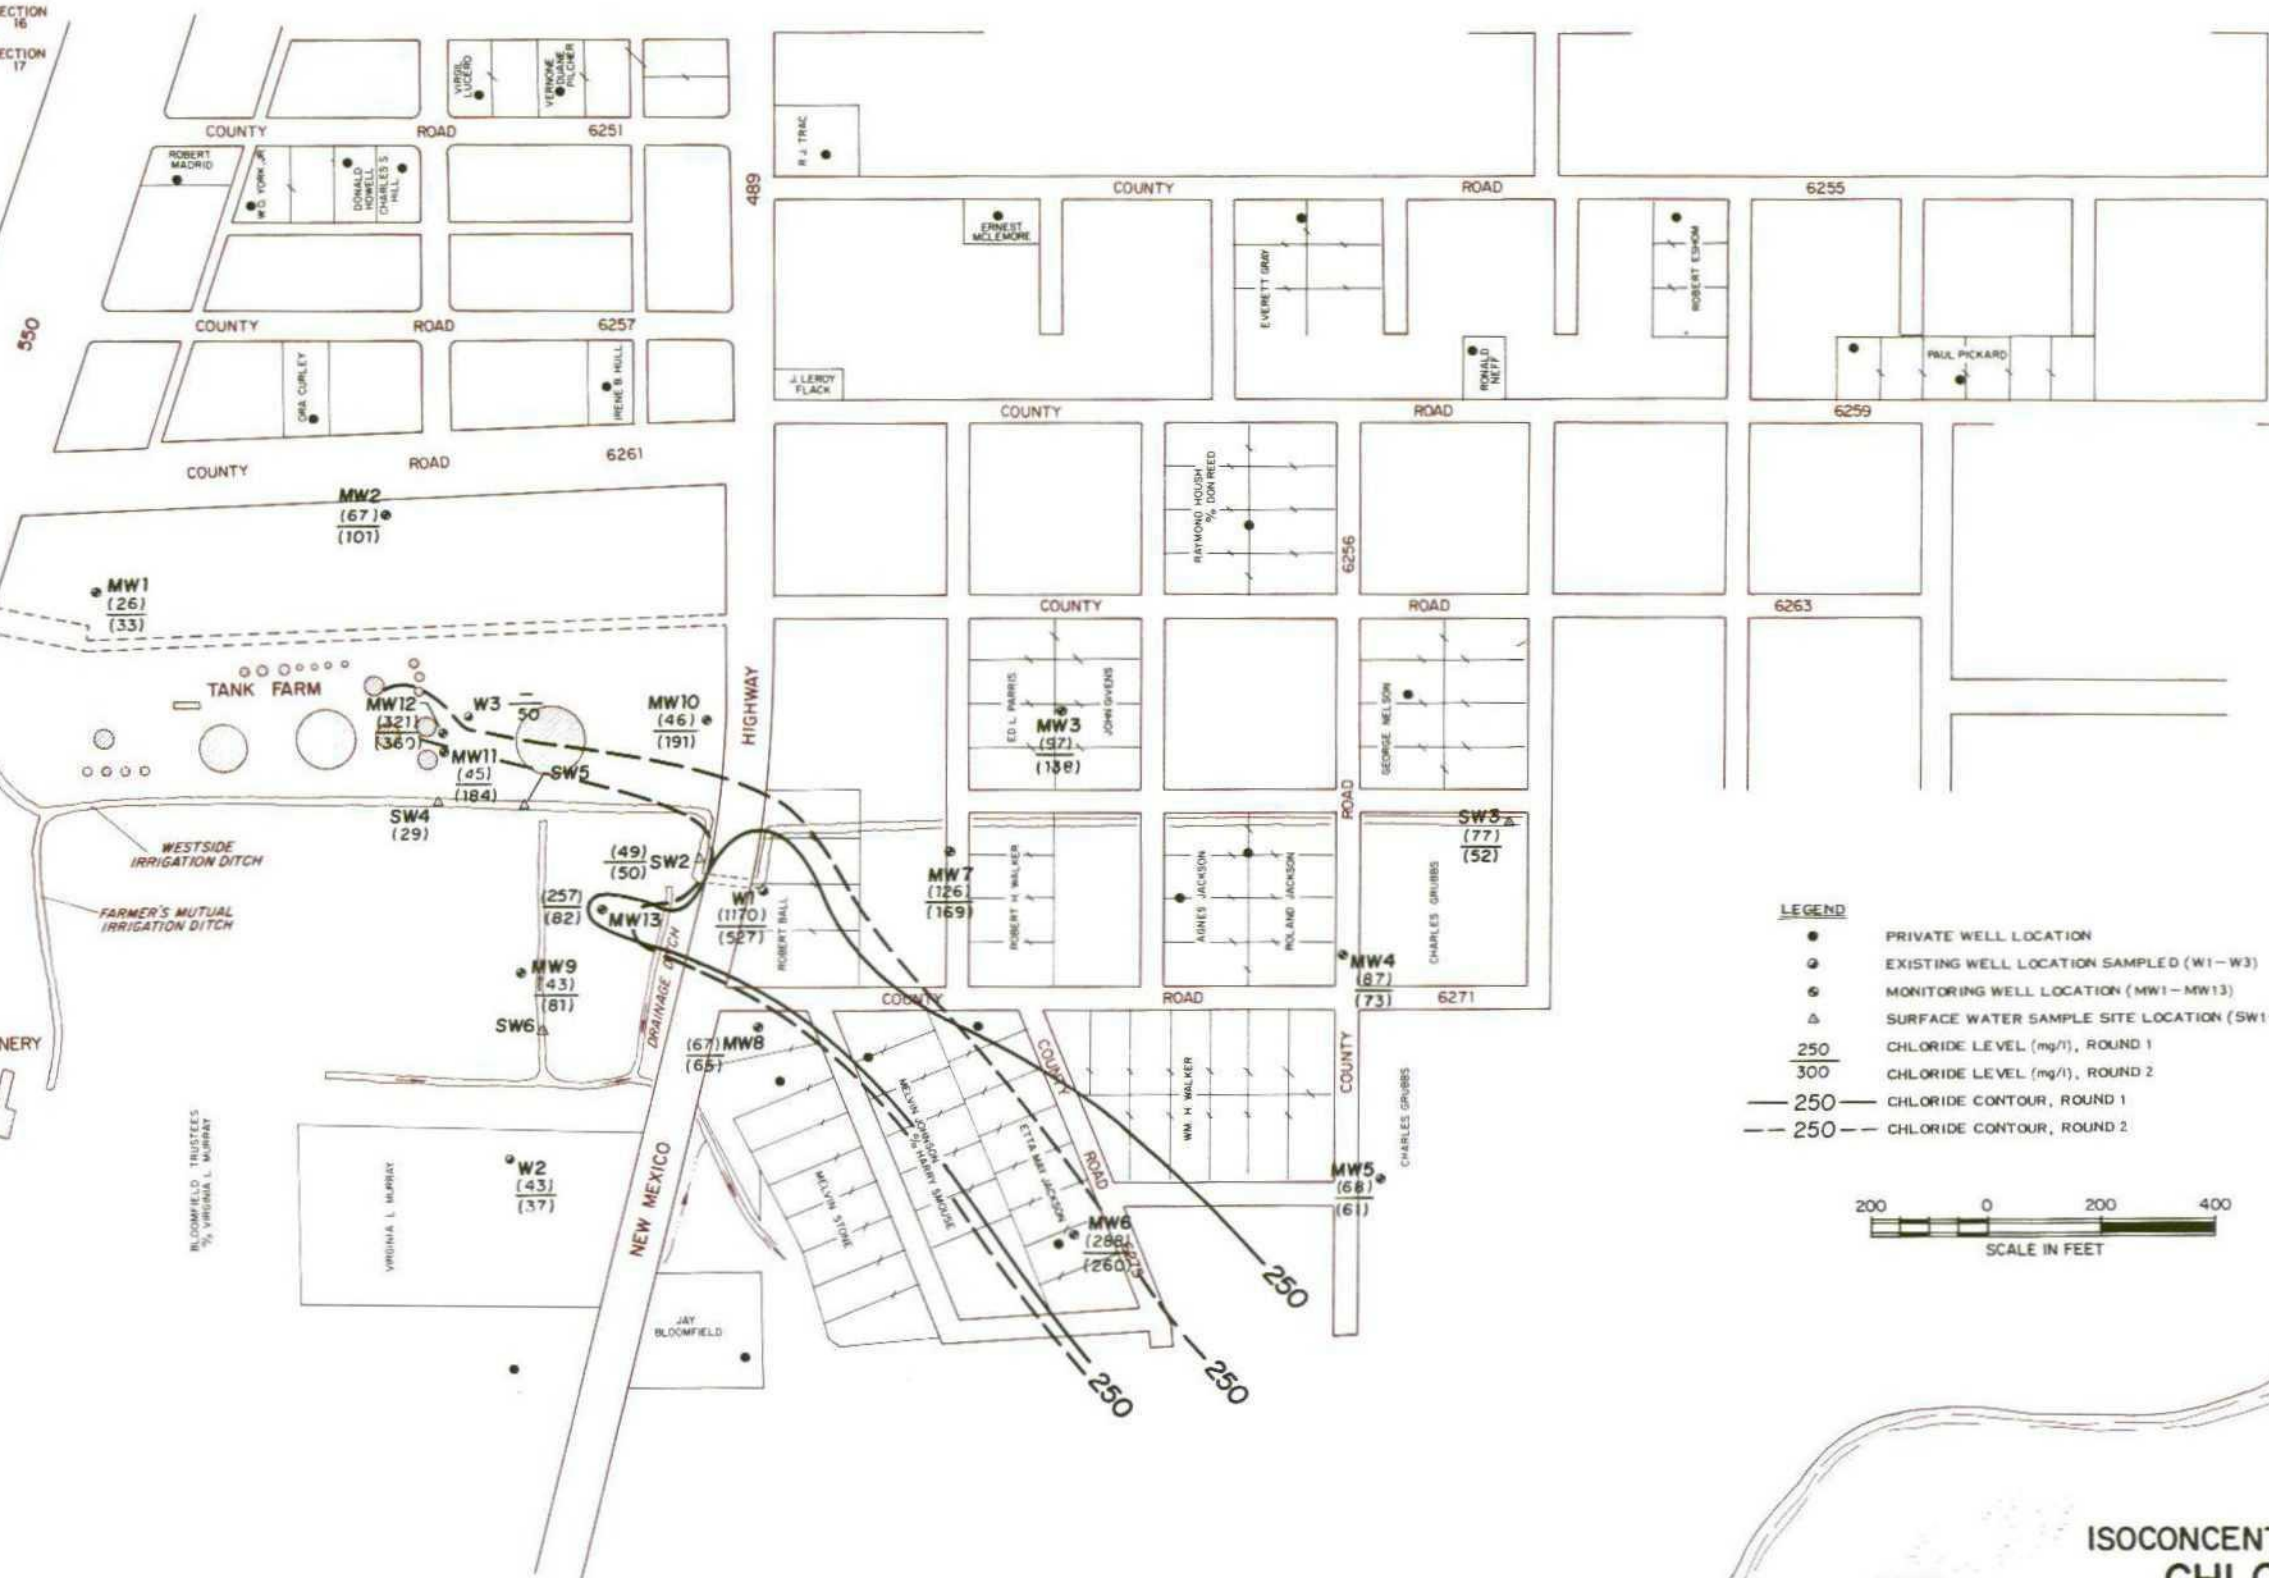 ECTION
16
ECTION
17
VIRGIL
LUCERO
VERNONE
DUANE
PILCHER
COUNTY ROAD 6251
ROBERT
MADRID
W.O. YORK, JR
DONALD
HOWELL
CHARLES S
HILL
R J. TRAC
489
COUNTY ROAD 6255
ERNEST
MCLEMORE
EVERETT GRAY
ROBERT ESHOM
550
COUNTY ROAD 6257
ORA CURLEY
IRENE B. HULL
J. LEROY
FLACK
RONALD
NEFF
PAUL PICKARD
COUNTY ROAD 6259
COUNTY ROAD 6261
RAYMOND HOUSH
% DON REED
6256
MW2
(67)
(101)
MW1
(26)
(33)
COUNTY ROAD 6263
TANK FARM
MW12
(321)
(360)
W3 —
50
MW10
(46)
(191)
HIGHWAY
ED L. PARRIS
JOHN GIVENS
MW3
(97)
(138)
GEORGE NELSON
MW11
(45)
(184)
SW5
SW4
(29)
ROAD
SW3
(77)
(52)
WESTSIDE
IRRIGATION DITCH
(49)
(50)
SW2
FARMER'S MUTUAL
IRRIGATION DITCH
(257)
(82)
MW13
W1
(1170)
(527)
ROBERT BALL
MW7
(126)
(169)
ROBERT H. WALKER
AGNES JACKSON
ROLAND JACKSON
CHARLES GRUBBS
MW9
(43)
(81)
SW6
DRAINAGE DITCH
MW4
(87)
(73)
COUNTY ROAD 6271
NERY
(67)
(65)
MW8
MELVIN JOHNSON
% HARRY SMOUSE
MELVIN STONE
ETTA MAY JACKSON
COUNTY
ROAD
WM. H. WALKER
COUNTY
CHARLES GRUBBS
BLOOMFIELD TRUSTEES
% VIRGINIA L. MURRAY
VIRGINIA L. MURRAY
W2
(43)
(37)
NEW MEXICO
MW5
(68)
(61)
MW6
(288)
(260)
JAY
BLOOMFIELD
250
250
250
LEGEND
PRIVATE WELL LOCATION
EXISTING WELL LOCATION SAMPLED (W1-W3)
MONITORING WELL LOCATION (MW1-MW13)
SURFACE WATER SAMPLE SITE LOCATION (SW1
250 CHLORIDE LEVEL (mg/l), ROUND 1
300 CHLORIDE LEVEL (mg/l), ROUND 2
250 CHLORIDE CONTOUR, ROUND 1
250 CHLORIDE CONTOUR, ROUND 2
200 0 200 400
SCALE IN FEET
ISOCONCENT
CHLO